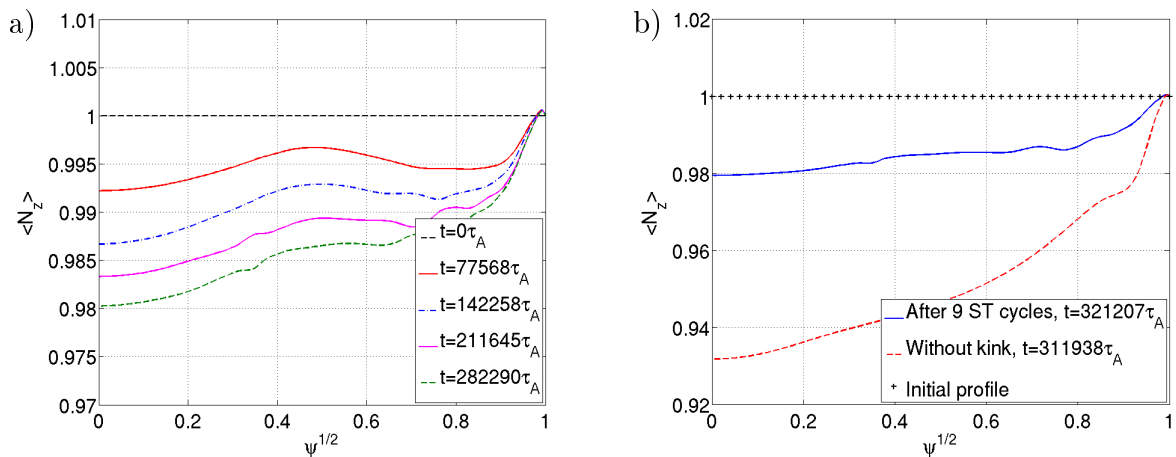 a)
1.01
1.005
1
0.995
0.99
0.985
0.98
0.975
0.97
<N_z>
0
0.2
0.4
0.6
0.8
1
ψ^1/2
t=0τ_A
t=77568τ_A
t=142258τ_A
t=211645τ_A
t=282290τ_A
b)
1.02
1
0.98
0.96
0.94
0.92
<N_z>
0
0.2
0.4
0.6
0.8
1
ψ^1/2
After 9 ST cycles, t=321207τ_A
Without kink, t=311938τ_A
Initial profile